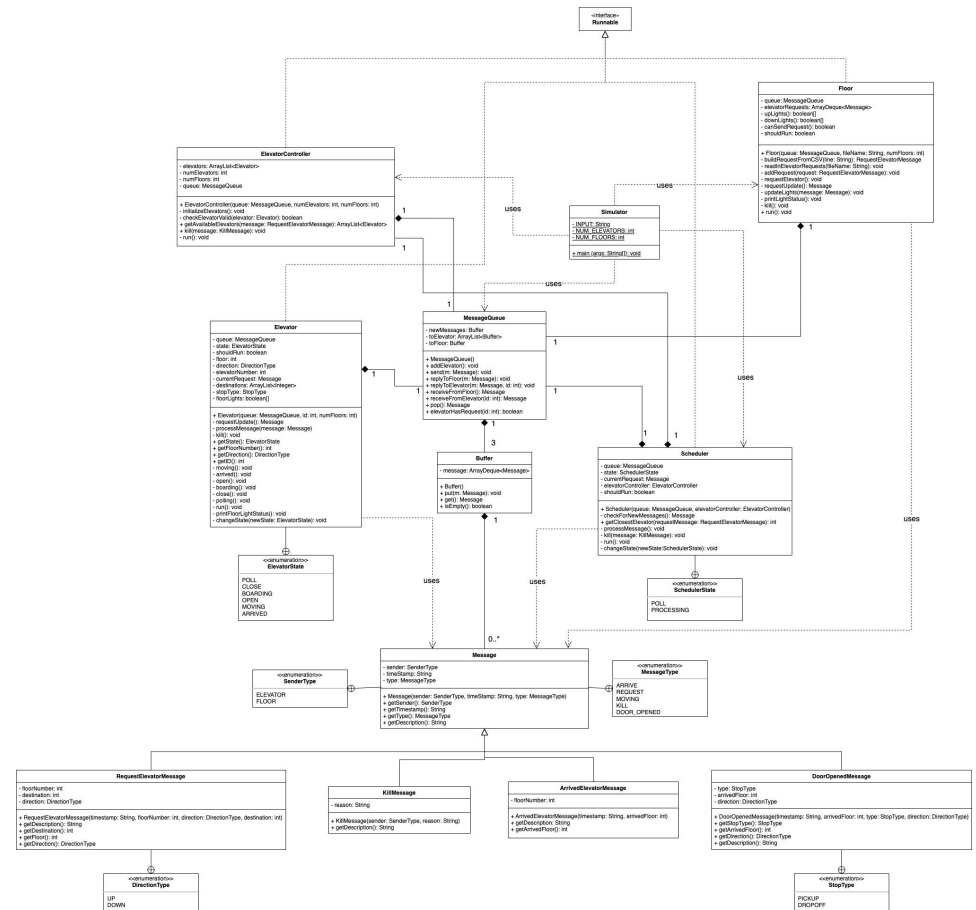 «interface»
Runnable
Floor
- queue: MessageQueue
- elevatorRequests: ArrayDeque<Message>
- upLights(): boolean[]
- downLights(): boolean[]
- canSendRequest(): boolean
- shouldRun: boolean
+ Floor(queue: MessageQueue, fileName: String, numFloors: int)
- buildRequestFromCSV(line: String): RequestElevatorMessage
- readInElevatorRequests(fileName: String): void
- addRequest(request: RequestElevatorMessage): void
- requestElevator(): void
- requestUpdate(): Message
- updateLights(message: Message): void
- printLightStatus(): void
- kill(): void
+ run(): void
ElevatorController
- elevators: ArrayList<Elevator>
- numElevators: int
- numFloors: int
- queue: MessageQueue
+ ElevatorController(queue: MessageQueue, numElevators: int, numFloors: int)
- initializeElevators(): void
- checkElevatorValid(elevator: Elevator): boolean
+ getAvailableElevators(message: RequestElevatorMessage): ArrayList<Elevator>
+ kill(message: KillMessage): void
- run(): void
uses
uses
Simulator
- INPUT: String
- NUM_ELEVATORS: int
- NUM_FLOORS: int
+ main (args: String[]): void
1
1
1
uses
1
MessageQueue
- newMessages: Buffer
- toElevator: ArrayList<Buffer>
- toFloor: Buffer
+ MessageQueue()
+ addElevator(): void
+ send(m: Message): void
+ replyToFloor(m: Message): void
+ replyToElevator(m: Message, id: int): void
+ receiveFromFloor(): Message
+ receiveFromElevator(id: int): Message
+ pop(): Message
+ elevatorHasRequest(id: int): boolean
1
Elevator
- queue: MessageQueue
- state: ElevatorState
- shouldRun: boolean
- floor: int
- direction: DirectionType
- elevatorNumber: int
- currentRequest: Message
- destinations: ArrayList<Integer>
- stopType: StopType
- floorLights: boolean[]
+ Elevator(queue: MessageQueue, id: int, numFloors: int)
- requestUpdate(): Message
- processMessage(message: Message)
- kill(): void
+ getState(): ElevatorState
+ getFloorNumber(): int
+ getDirection(): DirectionType
+ getID(): int
- moving(): void
- arrived(): void
- open(): void
- boarding(): void
- close(): void
- polling(): void
- run(): void
- printFloorLightStatus(): void
- changeState(newState: ElevatorState): void
1
1
1
uses
1
3
1
1
Buffer
- message: ArrayDeque<Message>
+ Buffer()
+ put(m: Message): void
+ get(): Message
+ isEmpty(): boolean
1
Scheduler
- queue: MessageQueue
- state: SchedulerState
- currentRequest: Message
- elevatorController: ElevatorController
- shouldRun: boolean
+ Scheduler(queue: MessageQueue, elevatorController: ElevatorController)
- checkForNewMessages(): Message
+ getClosestElevator(requestMessage: RequestElevatorMessage): int
- processMessage(): void
- kill(message: KillMessage): void
- run(): void
- changeState(newState:SchedulerState): void
uses
<<enumeration>>
ElevatorState
POLL
CLOSE
BOARDING
OPEN
MOVING
ARRIVED
uses
uses
<<enumeration>>
SchedulerState
POLL
PROCESSING
0..*
Message
- sender: SenderType
- timeStamp: String
- type: MessageType
+ Message(sender: SenderType, timeStamp: String, type: MessageType)
+ getSender(): SenderType
+ getTimestamp(): String
+ getType(): MessageType
+ getDescription(): String
<<enumeration>>
SenderType
ELEVATOR
FLOOR
<<enumeration>>
MessageType
ARRIVE
REQUEST
MOVING
KILL
DOOR_OPENED
RequestElevatorMessage
- floorNumber: int
- destination: int
- direction: DirectionType
+ RequestElevatorMessage(timestamp: String, floorNumber: int, direction: DirectionType, destination: int)
+ getDescription(): String
+ getDestination(): int
+ getFloor(): int
+ getDirection(): DirectionType
KillMessage
- reason: String
+ KillMessage(sender: SenderType, reason: String)
+ getDescription(): String
ArrivedElevatorMessage
- floorNumber: int
+ ArrivedElevatorMessage(timestamp: String, arrivedFloor: int)
+ getDescription(): String
+ getArrivedFloor(): int
DoorOpenedMessage
- type: StopType
- arrivedFloor: int
- direction: DirectionType
+ DoorOpenedMessage(timestamp: String, arrivedFloor: int, type: StopType, direction: DirectionType)
+ getStopType(): StopType
+ getArrivedFloor(): int
+ getDirection(): DirectionType
+ getDescription(): String
<<enumeration>>
DirectionType
UP
DOWN
<<enumeration>>
StopType
PICKUP
DROPOFF